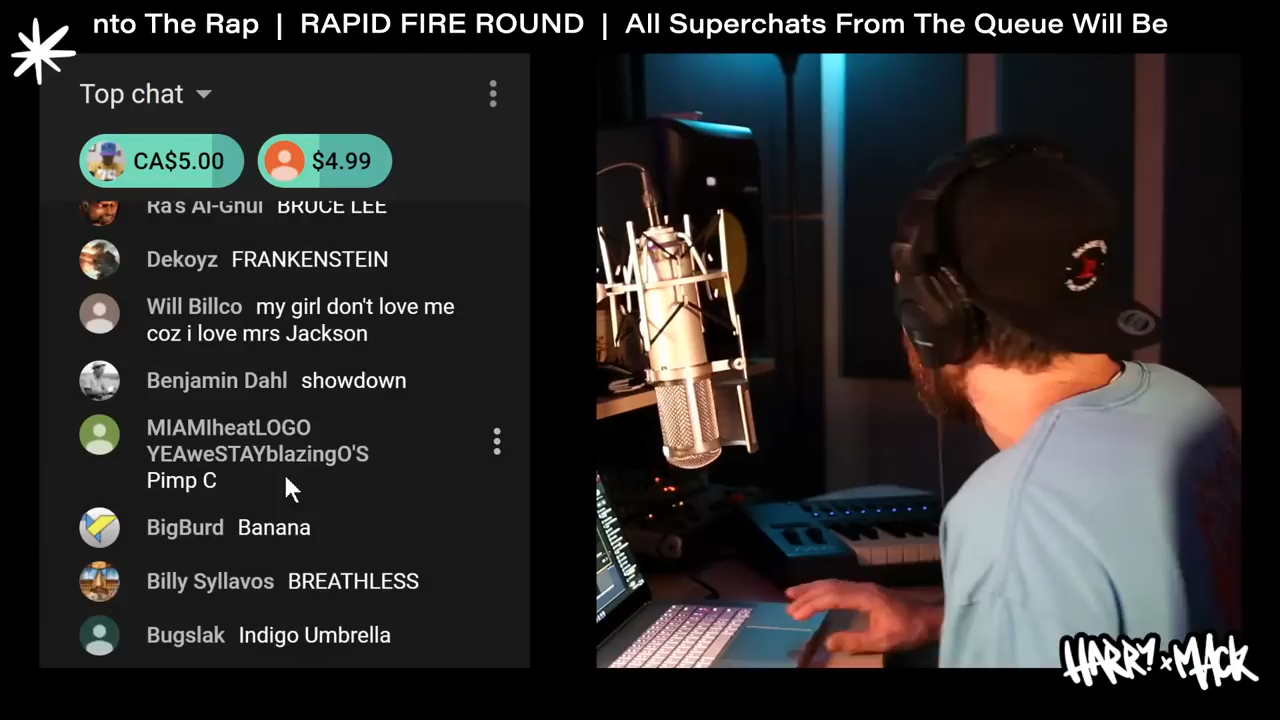 nto The Rap | RAPID FIRE ROUND | All Superchats From The Queue Will Be
Top chat
CA$5.00 $4.99
Ra's Al-Ghul BRUCE LEE
Dekoyz FRANKENSTEIN
Will Billco my girl don't love me
coz i love mrs Jackson
Benjamin Dahl showdown
MIAMIheatLOGO
YEAweSTAYblazingO'S
Pimp C
BigBurd Banana
Billy Syllavos BREATHLESS
Bugslak Indigo Umbrella
HARRY x MACK